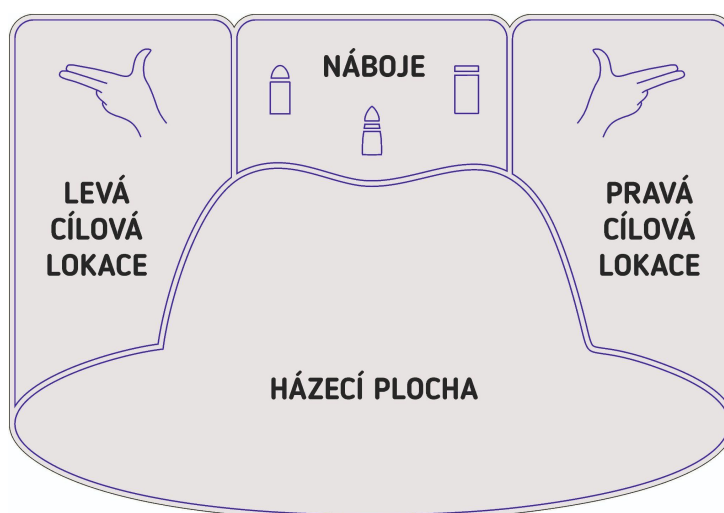 NÁBOJE
LEVÁ
CÍLOVÁ
LOKACE
PRAVÁ
CÍLOVÁ
LOKACE
HÁZECÍ PLOCHA